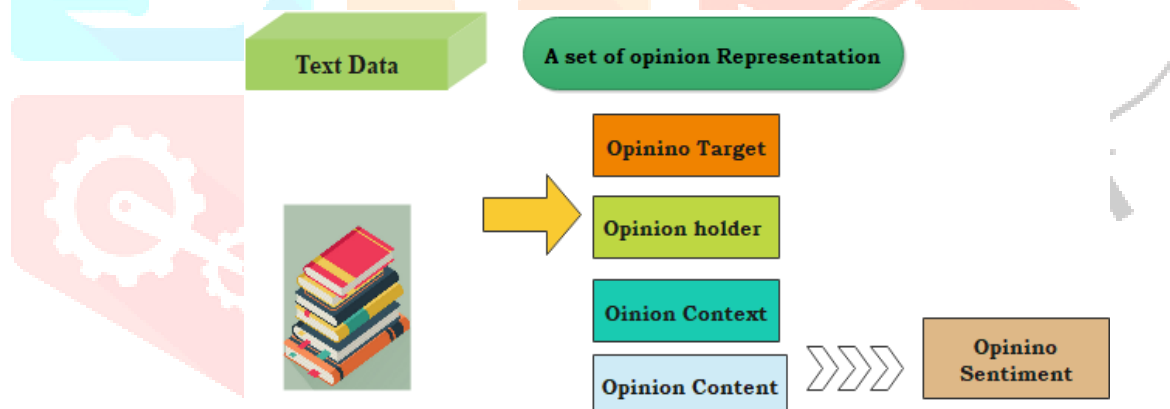 Text Data
A set of opinion Representation
Opinino Target
Opinion holder
Oinion Context
Opinion Content
Opinino
Sentiment